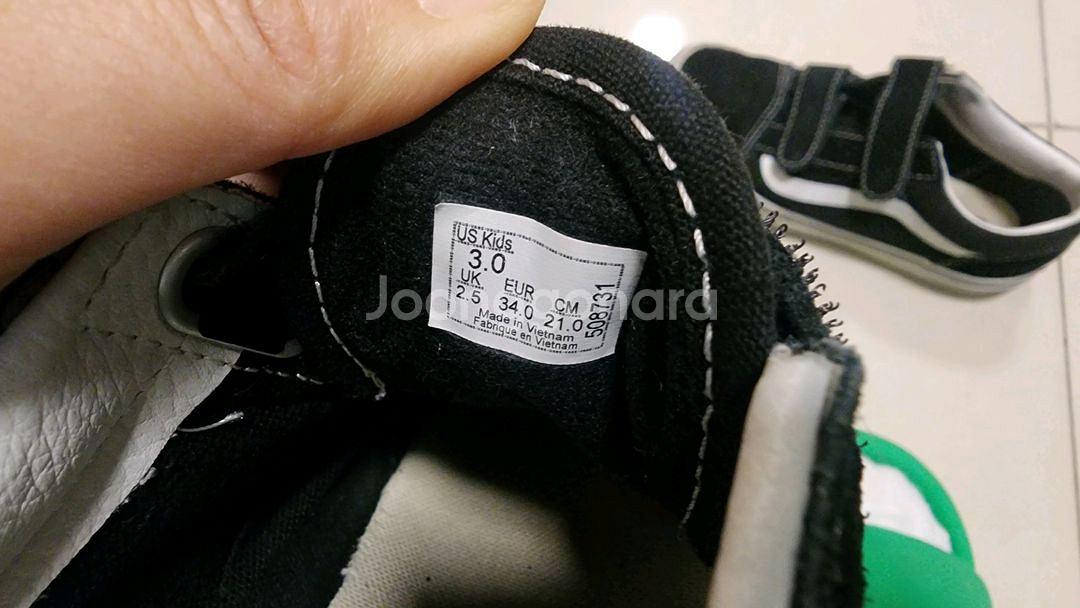 US Kids
3.0
UK EUR CM
2.5 34.0 21.0
Made in Vietnam
Fabrique en Vietnam
508731